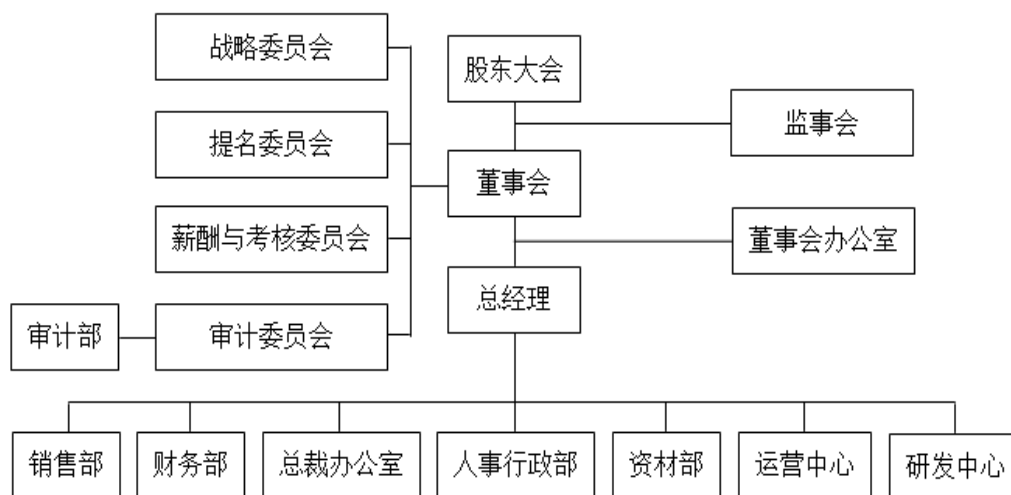 战略委员会
股东大会
监事会
提名委员会
董事会
薪酬与考核委员会
董事会办公室
总经理
审计部
审计委员会
销售部
财务部
总裁办公室
人事行政部
资材部
运营中心
研发中心